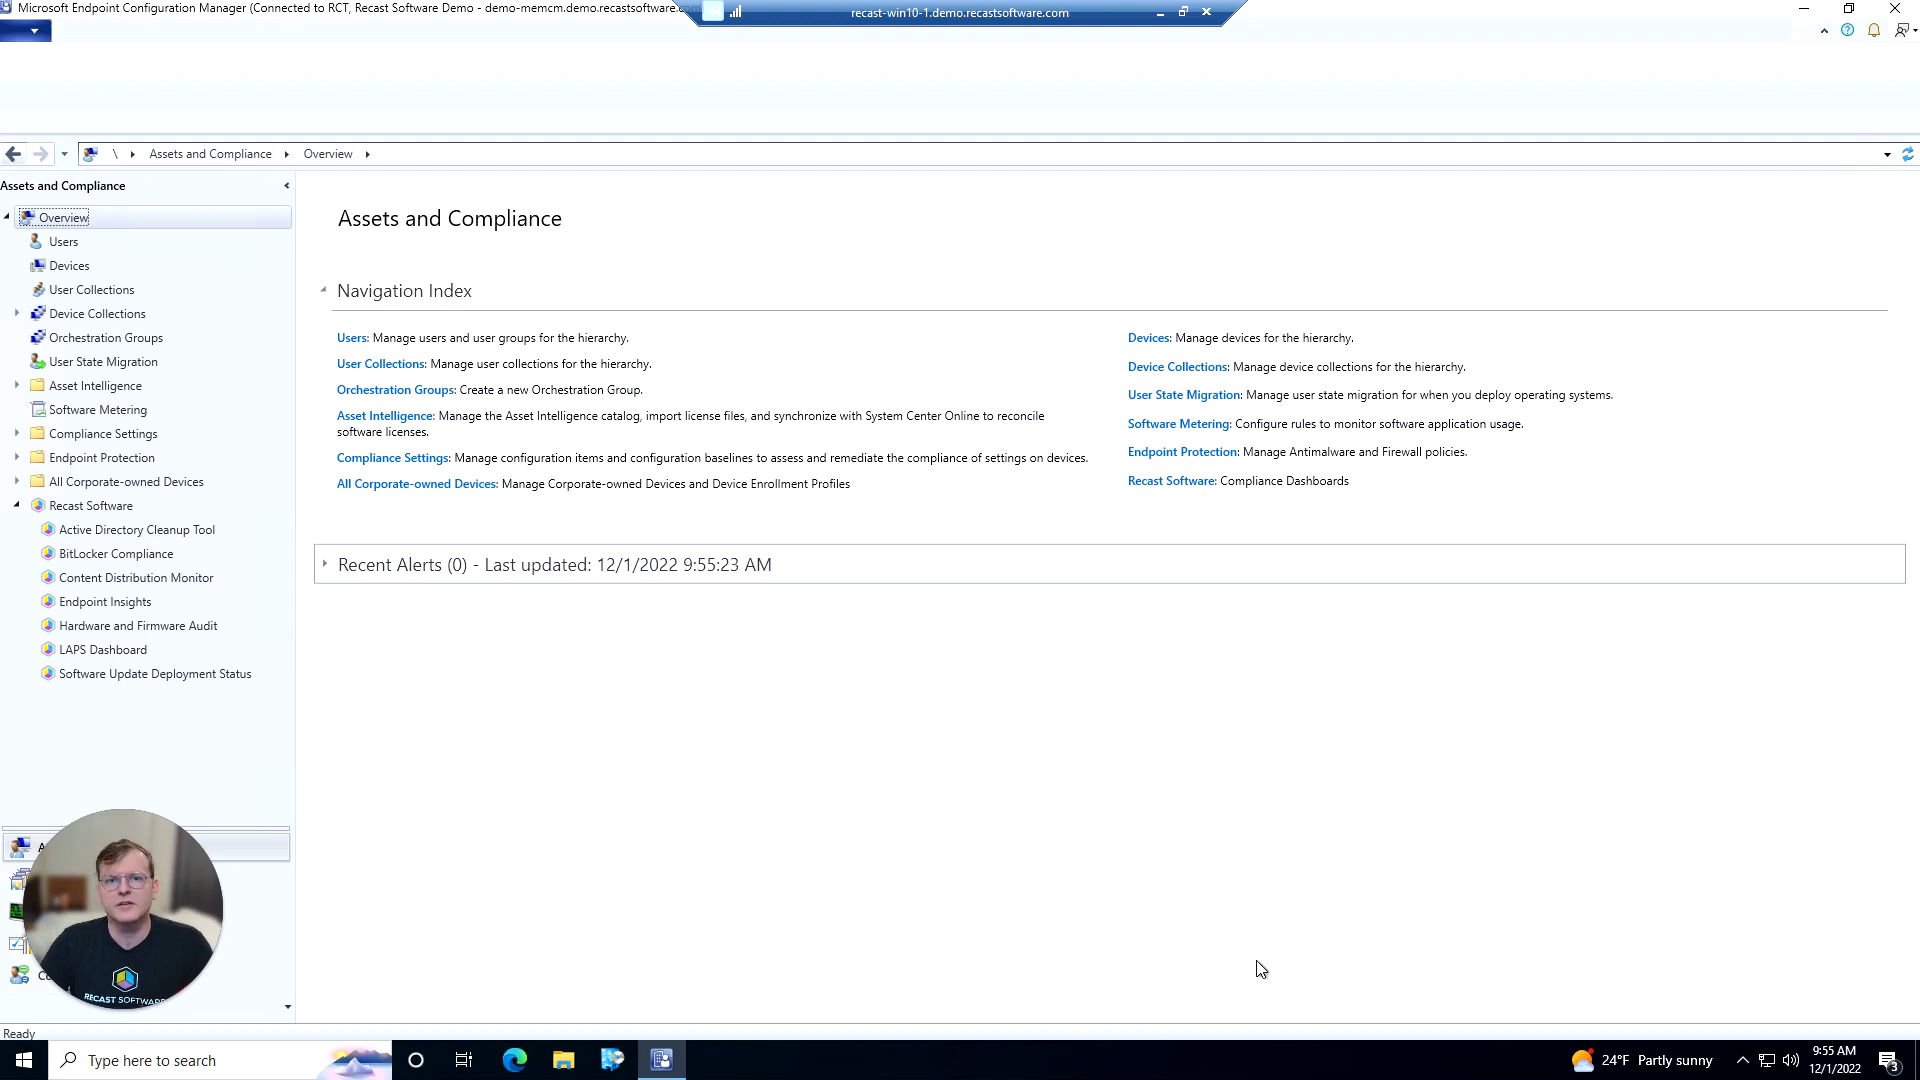 Microsoft Endpoint Configuration Manager (Connected to RCT, Recast Software Demo - demo-memcm.demo.recastsoftware.co
recast-win10-1.demo.recastsoftware.com
\ Assets and Compliance Overview
Assets and Compliance
Overview
Users
Devices
User Collections
Device Collections
Orchestration Groups
User State Migration
Asset Intelligence
Software Metering
Compliance Settings
Endpoint Protection
All Corporate-owned Devices
Recast Software
Active Directory Cleanup Tool
BitLocker Compliance
Content Distribution Monitor
Endpoint Insights
Hardware and Firmware Audit
LAPS Dashboard
Software Update Deployment Status
Assets and Compliance
Navigation Index
Users: Manage users and user groups for the hierarchy.
User Collections: Manage user collections for the hierarchy.
Orchestration Groups: Create a new Orchestration Group.
Asset Intelligence: Manage the Asset Intelligence catalog, import license files, and synchronize with System Center Online to reconcile
software licenses.
Compliance Settings: Manage configuration items and configuration baselines to assess and remediate the compliance of settings on devices.
All Corporate-owned Devices: Manage Corporate-owned Devices and Device Enrollment Profiles
Devices: Manage devices for the hierarchy.
Device Collections: Manage device collections for the hierarchy.
User State Migration: Manage user state migration for when you deploy operating systems.
Software Metering: Configure rules to monitor software application usage.
Endpoint Protection: Manage Antimalware and Firewall policies.
Recast Software: Compliance Dashboards
Recent Alerts (0) - Last updated: 12/1/2022 9:55:23 AM
RECAST SOFTWARE
Ready
Type here to search
24°F Partly sunny
9:55 AM
12/1/2022
3